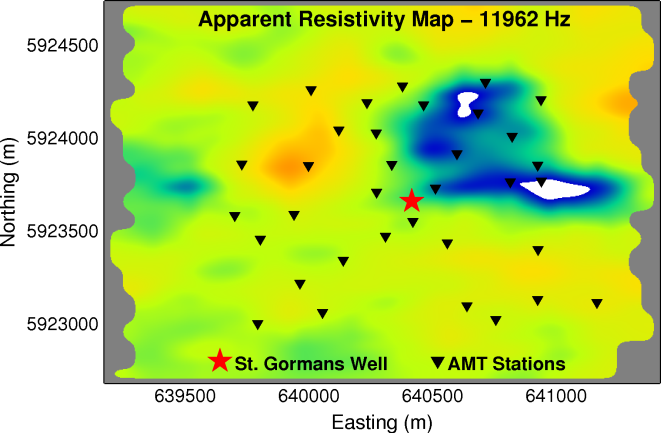 Apparent Resistivity Map – 11962 Hz
5924500
5924000
5923500
5923000
Northing (m)
St. Gormans Well
AMT Stations
639500 640000 640500 641000
Easting (m)